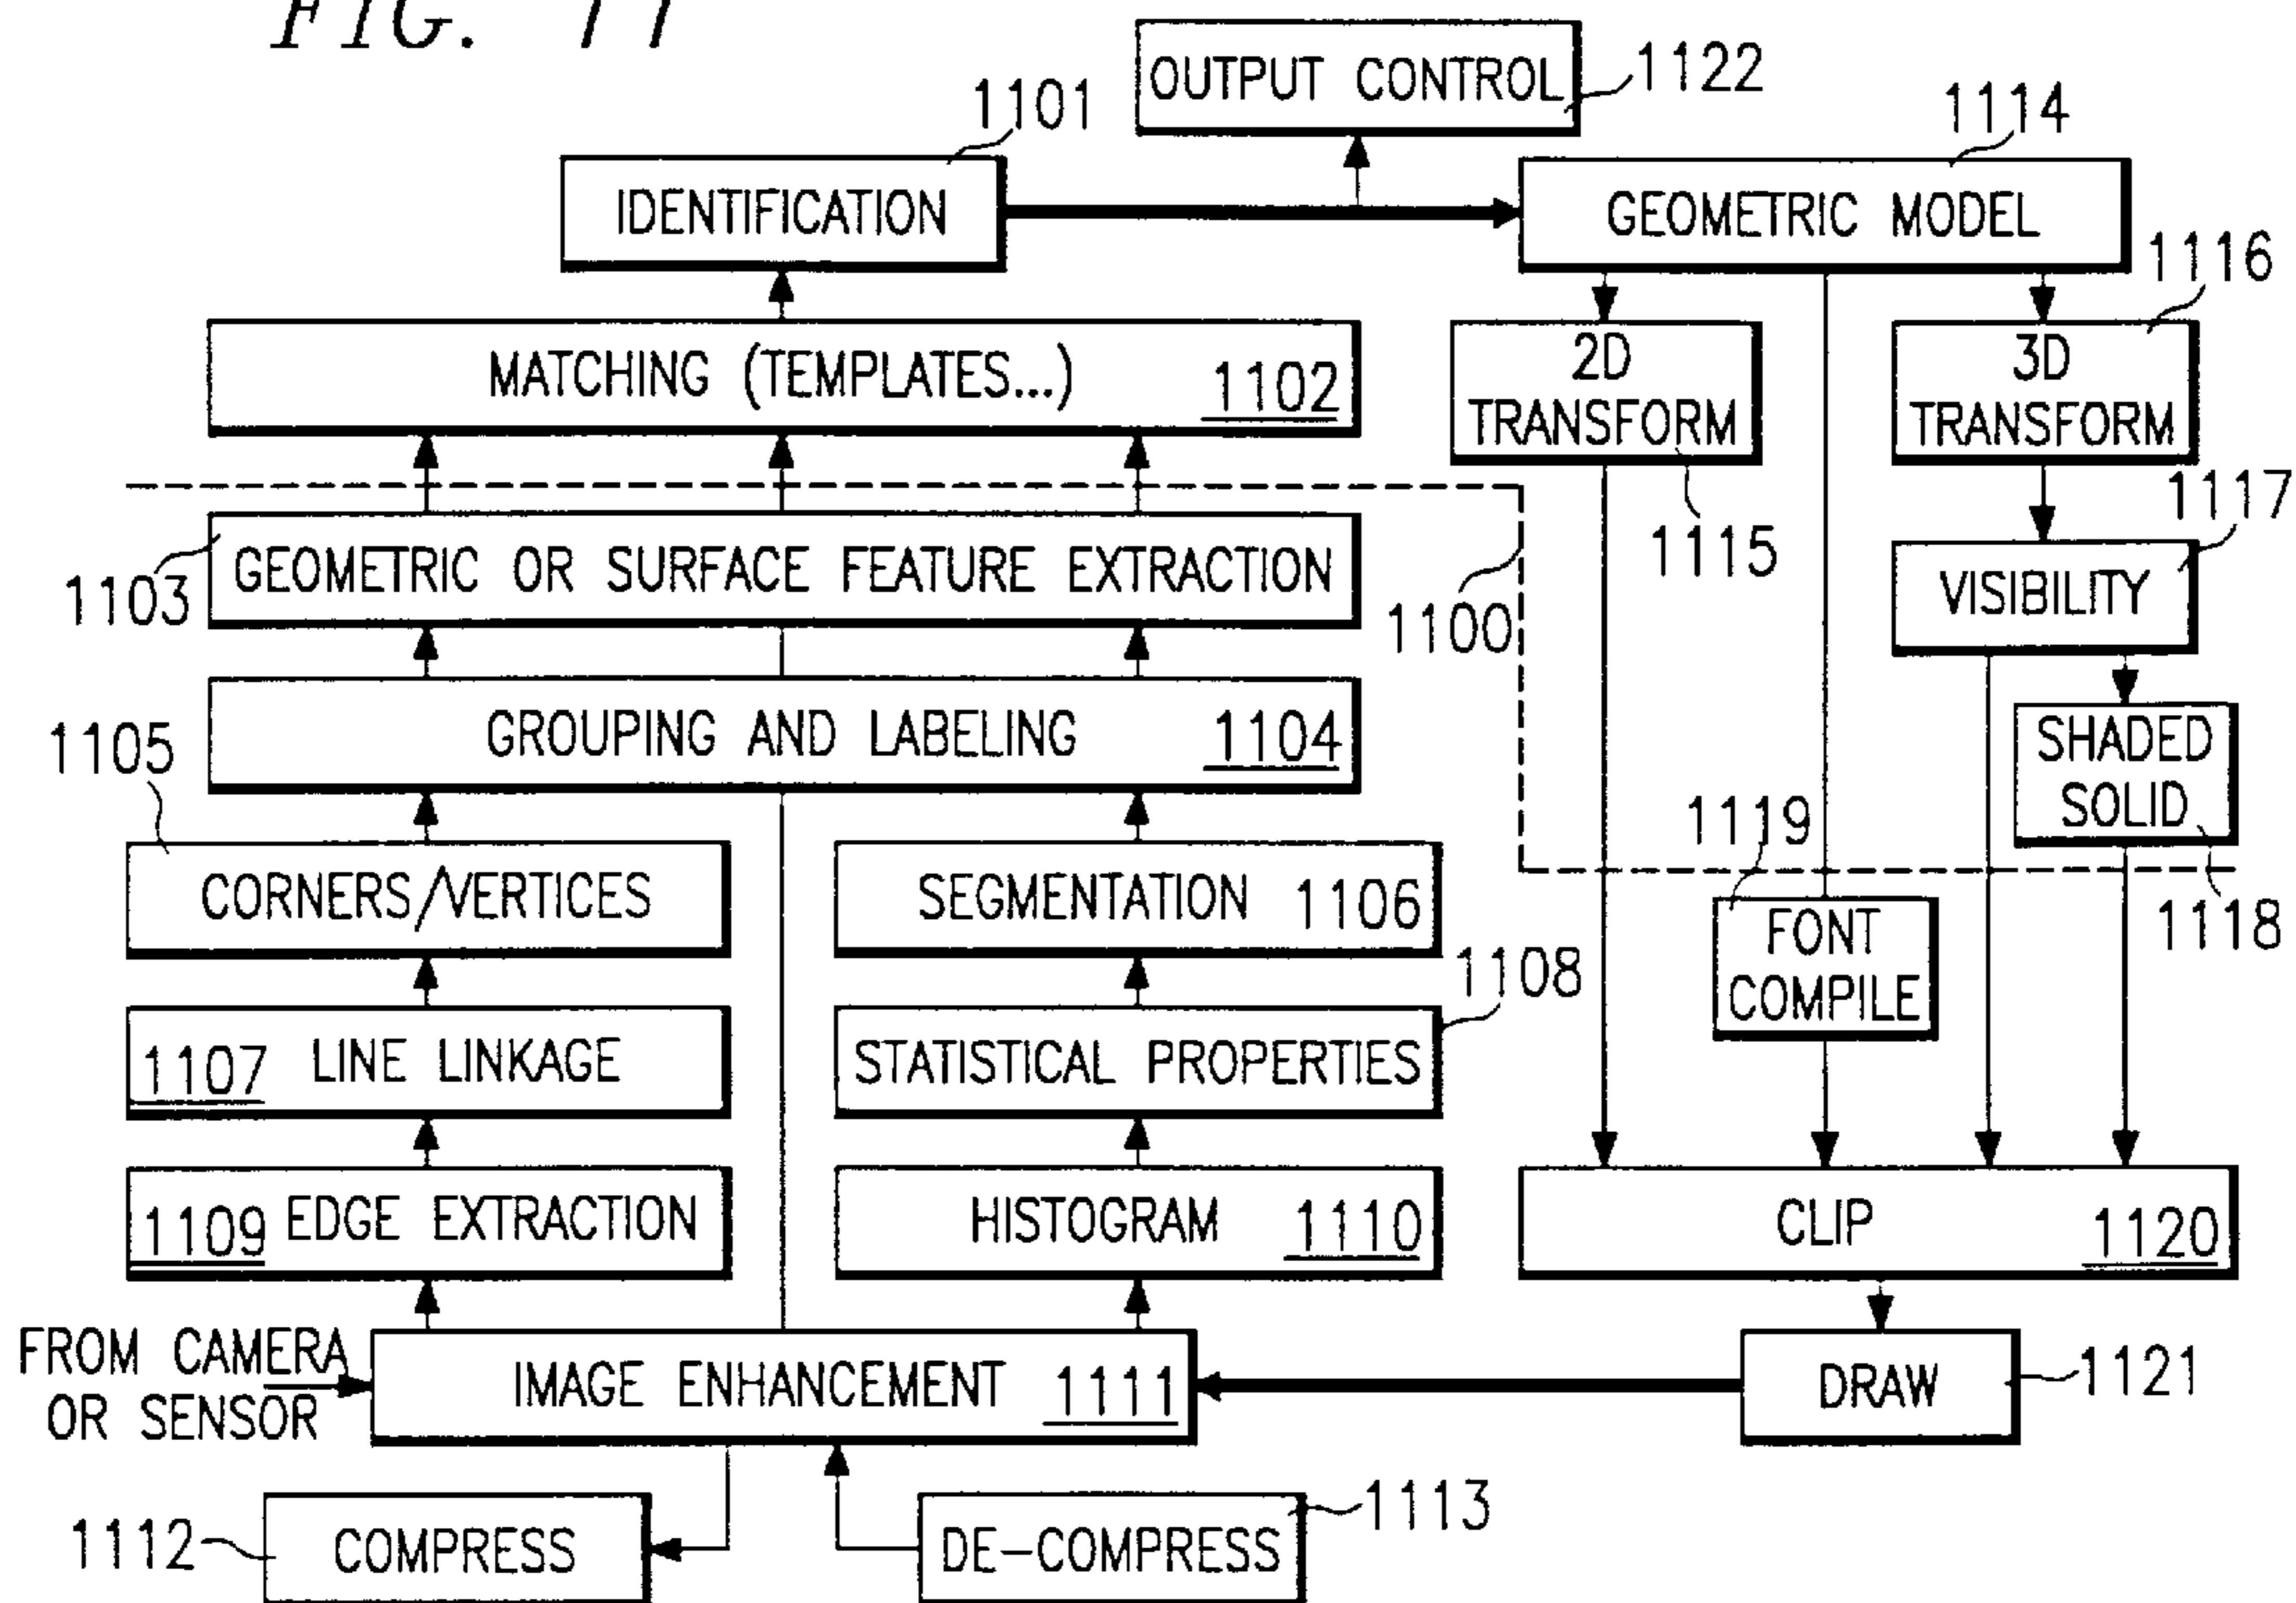 FIG. 11
OUTPUT CONTROL
1122
1101
1114
IDENTIFICATION
GEOMETRIC MODEL
1116
MATCHING (TEMPLATES...) 1102
2D
TRANSFORM
3D
TRANSFORM
1117
1103
GEOMETRIC OR SURFACE FEATURE EXTRACTION
1100
1115
VISIBILITY
GROUPING AND LABELING 1104
1105
SHADED
SOLID
1119
CORNERS/VERTICES
SEGMENTATION 1106
FONT
COMPILE
1118
1108
1107 LINE LINKAGE
STATISTICAL PROPERTIES
1109 EDGE EXTRACTION
HISTOGRAM 1110
CLIP 1120
FROM CAMERA
OR SENSOR
IMAGE ENHANCEMENT 1111
DRAW
1121
1112
COMPRESS
DE-COMPRESS
1113